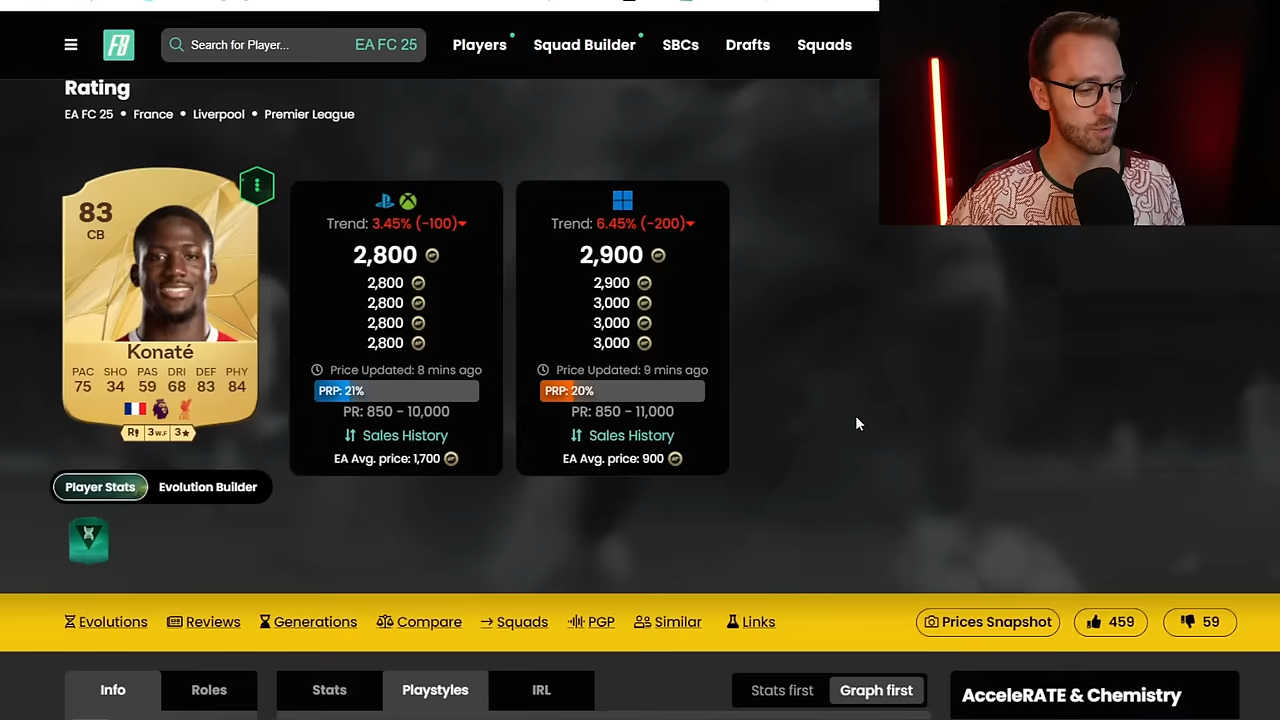 FB
Search for Player...
EA FC 25
Players
Squad Builder
SBCs
Drafts
Squads
Rating
EA FC 25 • France • Liverpool • Premier League
83
CB
Konaté
PAC SHO PAS DRI DEF PHY
75 34 59 68 83 84
R 3 W.F 3★
Trend: 3.45% (-100)
2,800
2,800
2,800
2,800
2,800
Price Updated: 8 mins ago
PRP: 21%
PR: 850 - 10,000
Sales History
EA Avg. price: 1,700
Trend: 6.45% (-200)
2,900
2,900
3,000
3,000
3,000
Price Updated: 9 mins ago
PRP: 20%
PR: 850 - 11,000
Sales History
EA Avg. price: 900
Player Stats
Evolution Builder
Evolutions
Reviews
Generations
Compare
Squads
PGP
Similar
Links
Prices Snapshot
459
59
Info
Roles
Stats
Playstyles
IRL
Stats first
Graph first
AcceleRATE & Chemistry